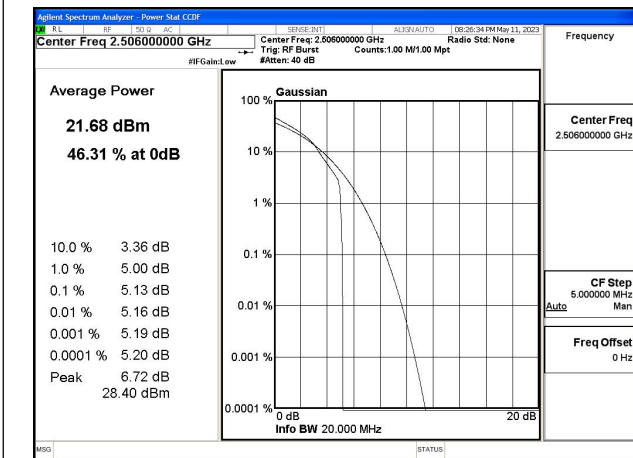 Agilent Spectrum Analyzer - Power Stat CCDF
RL RF 50 Ω AC SENSE:INT ALIGN AUTO 08:26:34 PM May 11, 2023
Center Freq 2.506000000 GHz
Center Freq: 2.506000000 GHz Radio Std: None
Trig: RF Burst Counts:1.00 M/1.00 Mpt
#IFGain:Low #Atten: 40 dB
Frequency
Average Power
21.68 dBm
46.31 % at 0dB
10.0 % 3.36 dB
1.0 % 5.00 dB
0.1 % 5.13 dB
0.01 % 5.16 dB
0.001 % 5.19 dB
0.0001 % 5.20 dB
Peak 6.72 dB
28.40 dBm
Gaussian
100 %
10 %
1 %
0.1 %
0.01 %
0.001 %
0.0001 %
0 dB 20 dB
Info BW 20.000 MHz
Center Freq
2.506000000 GHz
CF Step
5.000000 MHz
Auto Man
Freq Offset
0 Hz
MSG STATUS